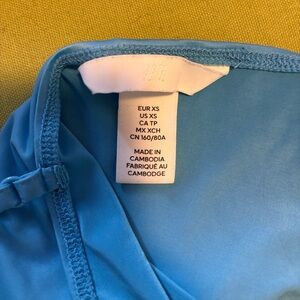 EUR XS
US XS
CA TP
MX XCH
CN 160/80A
MADE IN
CAMBODIA
FABRIQUÉ AU
CAMBODGE